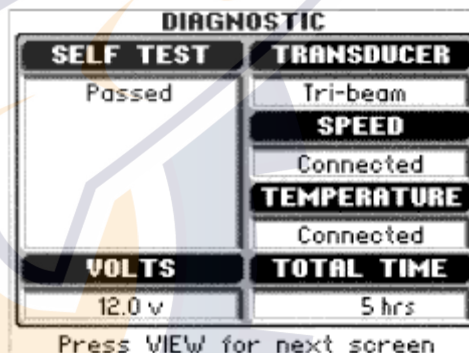 DIAGNOSTIC
SELF TEST
Passed
TRANSDUCER
Tri-beam
SPEED
Connected
TEMPERATURE
Connected
VOLTS
12.0 v
TOTAL TIME
5 hrs
Press VIEW for next screen